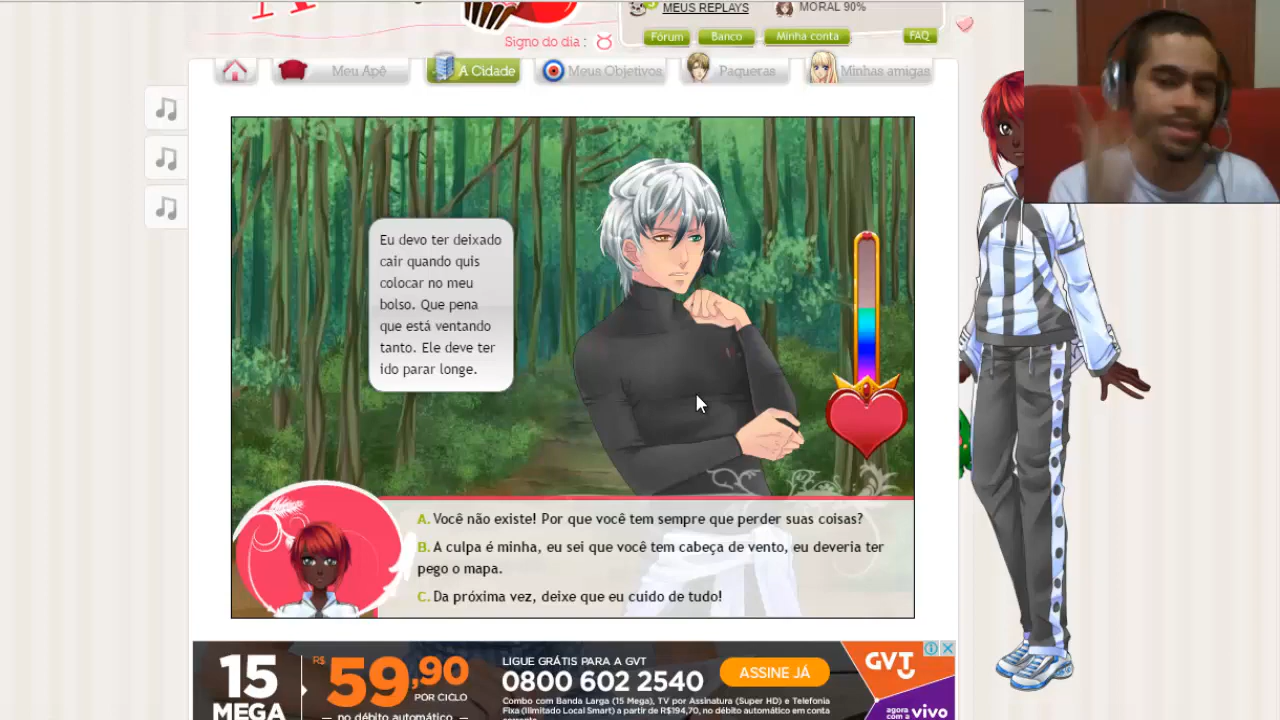 MEUS REPLAYS
MORAL 90%
Signo do dia :
Fórum
Banco
Minha conta
FAQ
Meu Apê
A Cidade
Meus Objetivos
Paqueras
Minhas amigas
Eu devo ter deixado
cair quando quis
colocar no meu
bolso. Que pena
que está ventando
tanto. Ele deve ter
ido parar longe.
A. Você não existe! Por que você tem sempre que perder suas coisas?
B. A culpa é minha, eu sei que você tem cabeça de vento, eu deveria ter
pego o mapa.
C. Da próxima vez, deixe que eu cuido de tudo!
15
MEGA
R$
59,90
POR CICLO
no débito automático
LIGUE GRÁTIS PARA A GVT
0800 602 2540
Combo com Banda Larga (15 Mega), TV por Assinatura (Super HD) e Telefonia
Fixa (Ilimitado Local Smart) a partir de R$194,70, no débito automático em conta
ASSINE JÁ
GVT
agora
com a vivo